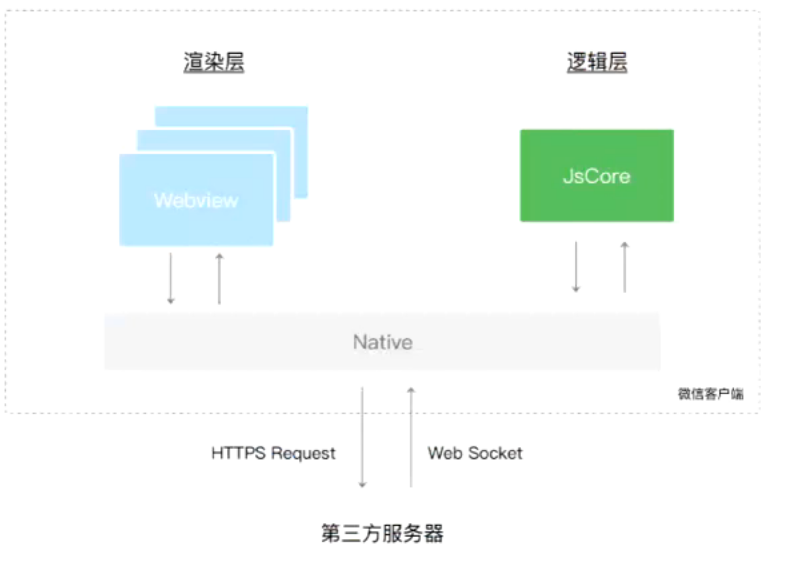 渲染层
逻辑层
Webview
JsCore
Native
微信客户端
HTTPS Request
Web Socket
第三方服务器